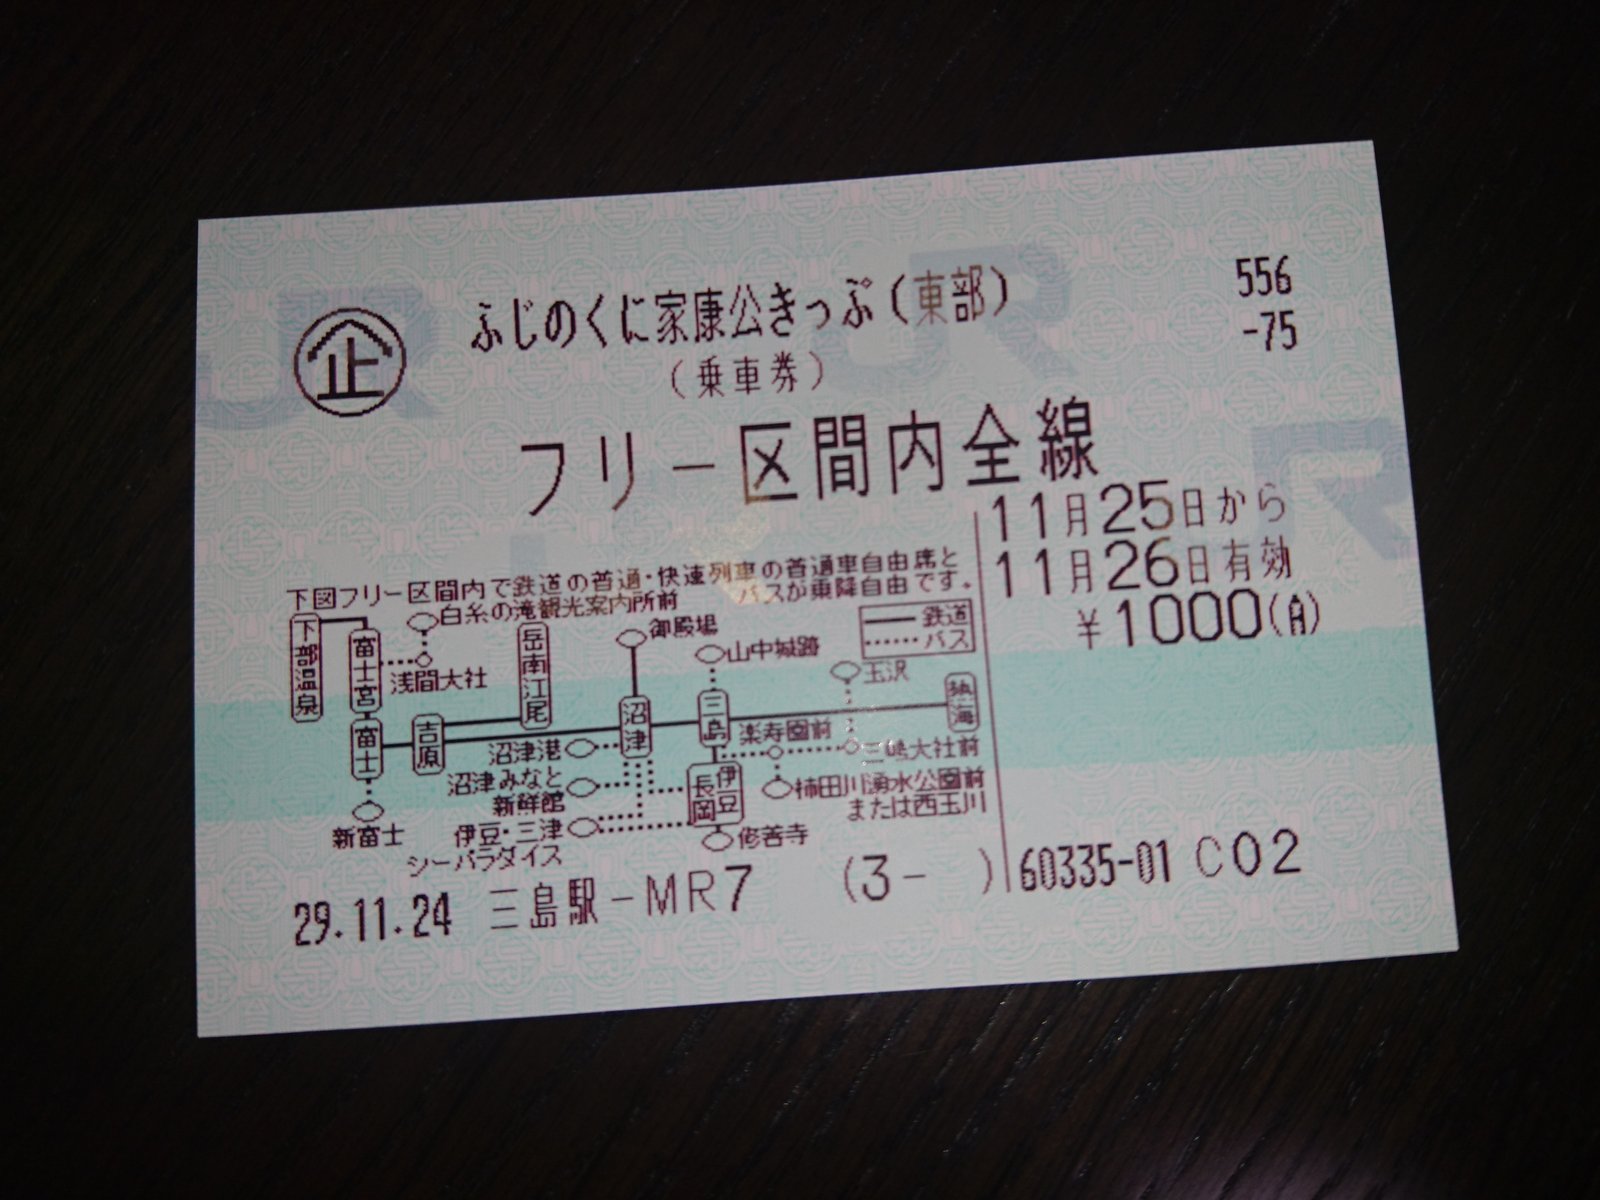 企
ふじのくに家康公きっぷ(東部)
(乗車券)
556
-75
フリー区間内全線
11月25日から
11月26日有効
¥1000
下図フリー区間内で鉄道の普通・快速列車の普通車自由席と
バスが乗降自由です。
白糸の滝観光案内所前
下部温泉
富士宮
浅間大社
岳南江尾
御殿場
山中城跡
玉沢
鉄道
バス
富士
吉原
沼津
三島
熱海
沼津港
楽寿園前
三嶋大社前
沼津みなと
新鮮館
伊豆長岡
柿田川湧水公園前
または西玉川
新富士
伊豆・三津
シーパラダイス
修善寺
29.11.24 三島駅-MR7 (3- ) 60335-01 C02
JR
JR
JR